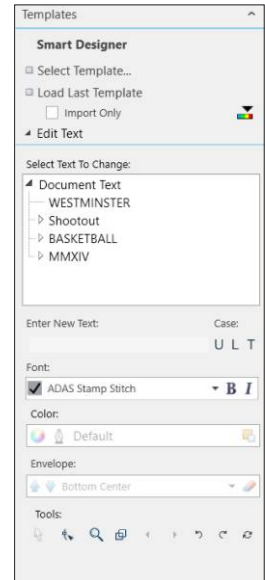 Templates
Smart Designer
Select Template...
Load Last Template
Import Only
Edit Text
Select Text To Change:
Document Text
WESTMINSTER
Shootout
BASKETBALL
MMXIV
Enter New Text: Case:
U L T
Font:
ADAS Stamp Stitch B I
Color:
Default
Envelope:
Bottom Center
Tools: